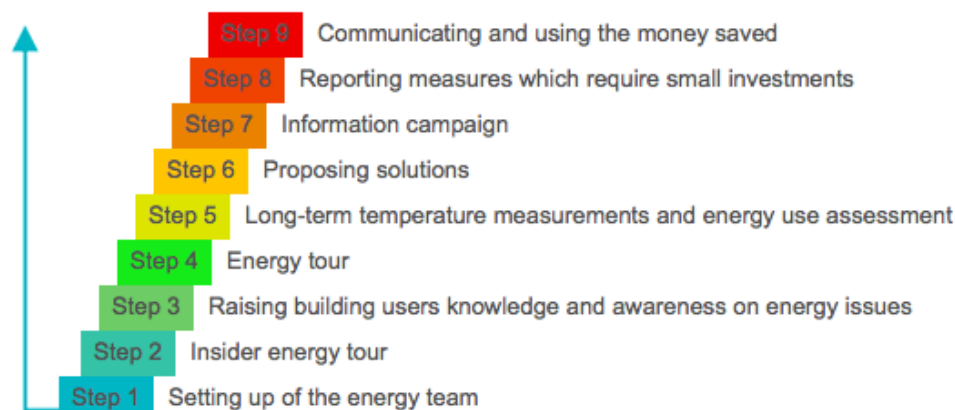 Step 9 Communicating and using the money saved
Step 8 Reporting measures which require small investments
Step 7 Information campaign
Step 6 Proposing solutions
Step 5 Long-term temperature measurements and energy use assessment
Step 4 Energy tour
Step 3 Raising building users knowledge and awareness on energy issues
Step 2 Insider energy tour
Step 1 Setting up of the energy team